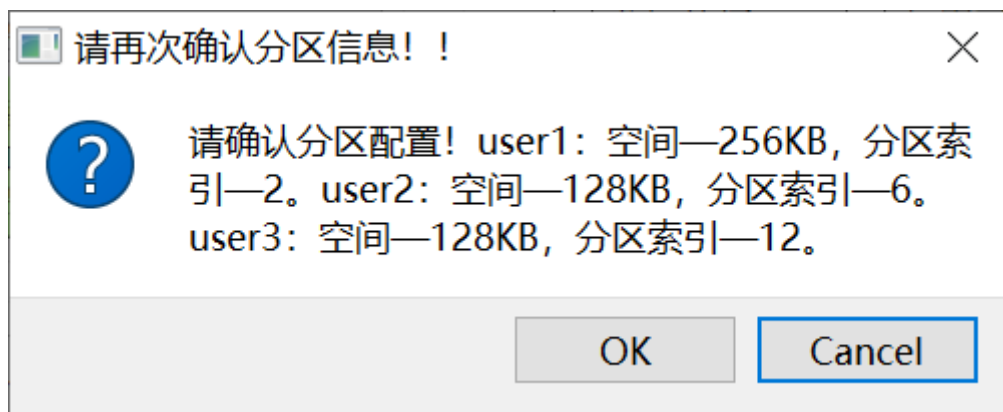 请再次确认分区信息！！
请确认分区配置！user1：空间—256KB，分区索
引—2。user2：空间—128KB，分区索引—6。
user3：空间—128KB，分区索引—12。
OK
Cancel